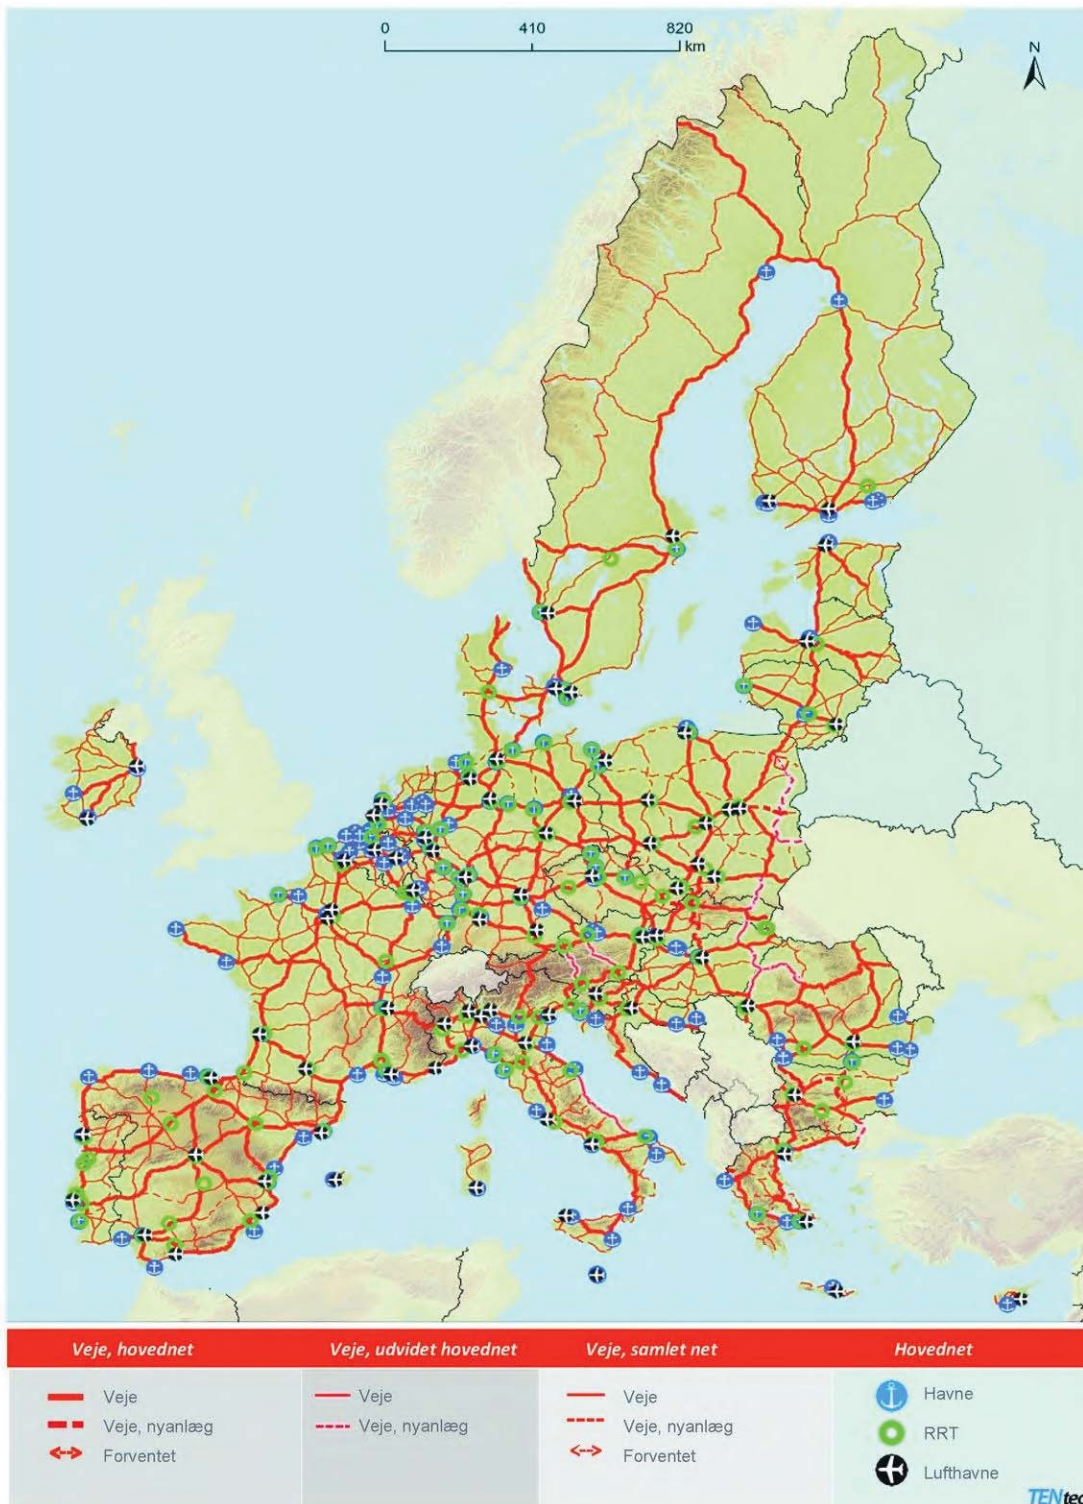 0 410 820
km
N
Veje, hovednet
Veje
Veje, nyanlæg
Forventet
Veje, udvidet hovednet
Veje
Veje, nyanlæg
Veje, samlet net
Veje
Veje, nyanlæg
Forventet
Hovednet
Havne
RRT
Lufthavne
TENtec